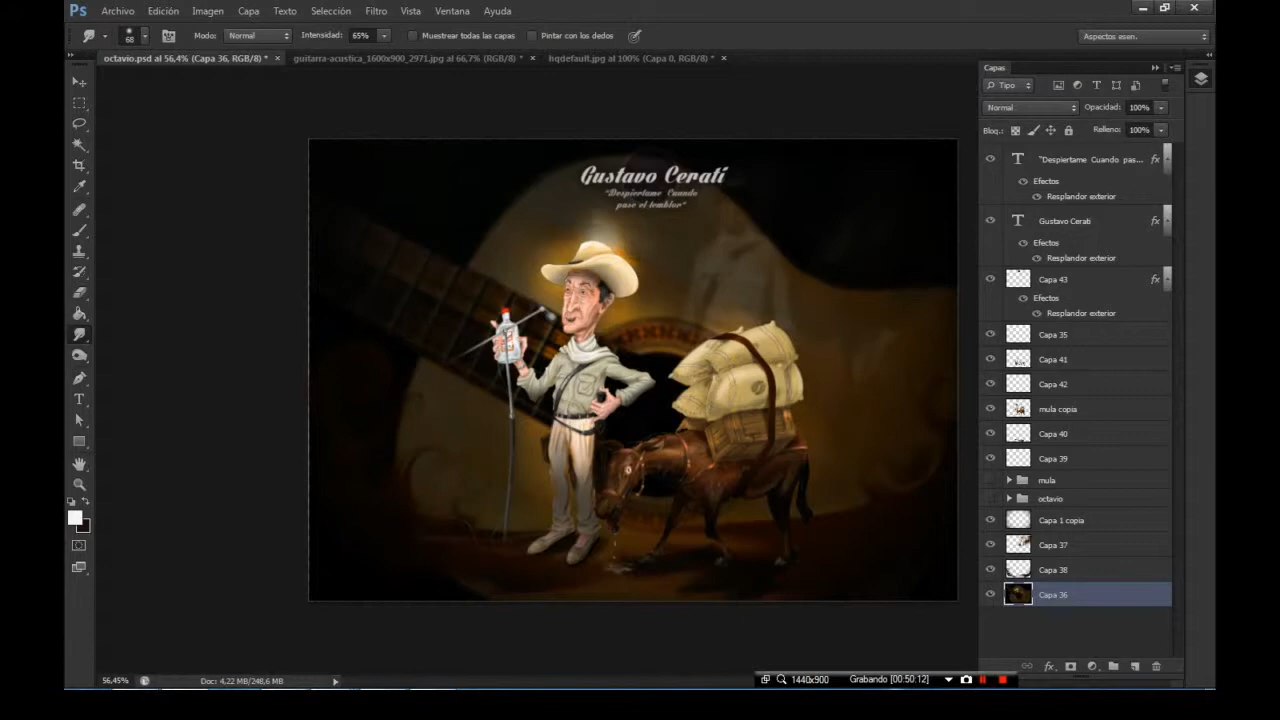 Ps Archivo Edición Imagen Capa Texto Selección Filtro Vista Ventana Ayuda
68 Modo: Normal Intensidad: 65% Muestrear todas las capas Pintar con los dedos Aspectos esen.
octavio.psd al 56,4% (Capa 36, RGB/8) * × guitarra-acustica_1600x900_2971.jpg al 66,7% (RGB/8) * × hqdefault.jpg al 100% (Capa 0, RGB/8) * ×
Capas
Tipo
Normal Opacidad: 100%
Bloq.: Relleno: 100%
T "Despiertame Cuando pas... fx
Efectos
Resplandor exterior
T Gustavo Cerati fx
Efectos
Resplandor exterior
Capa 43 fx
Efectos
Resplandor exterior
Capa 35
Capa 41
Capa 42
mula copia
Capa 40
Capa 39
mula
octavio
Capa 1 copia
Capa 37
Capa 38
Capa 36
Gustavo Cerati
"Despiertame Cuando
pase el temblor"
56,45% Doc: 4,22 MB/248,6 MB
1440x900 Grabando [00:50:12]